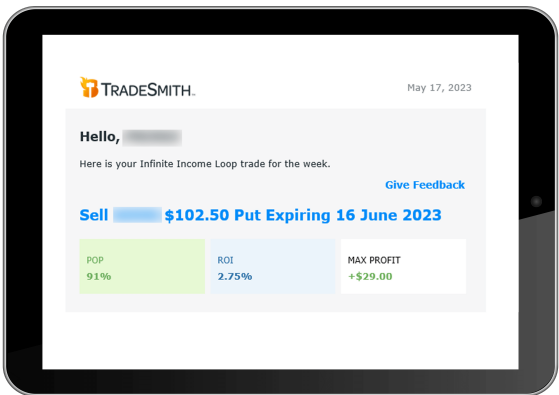 TRADESMITH
May 17, 2023
Hello,
Here is your Infinite Income Loop trade for the week.
Give Feedback
Sell $102.50 Put Expiring 16 June 2023
POP
91%
ROI
2.75%
MAX PROFIT
+$29.00